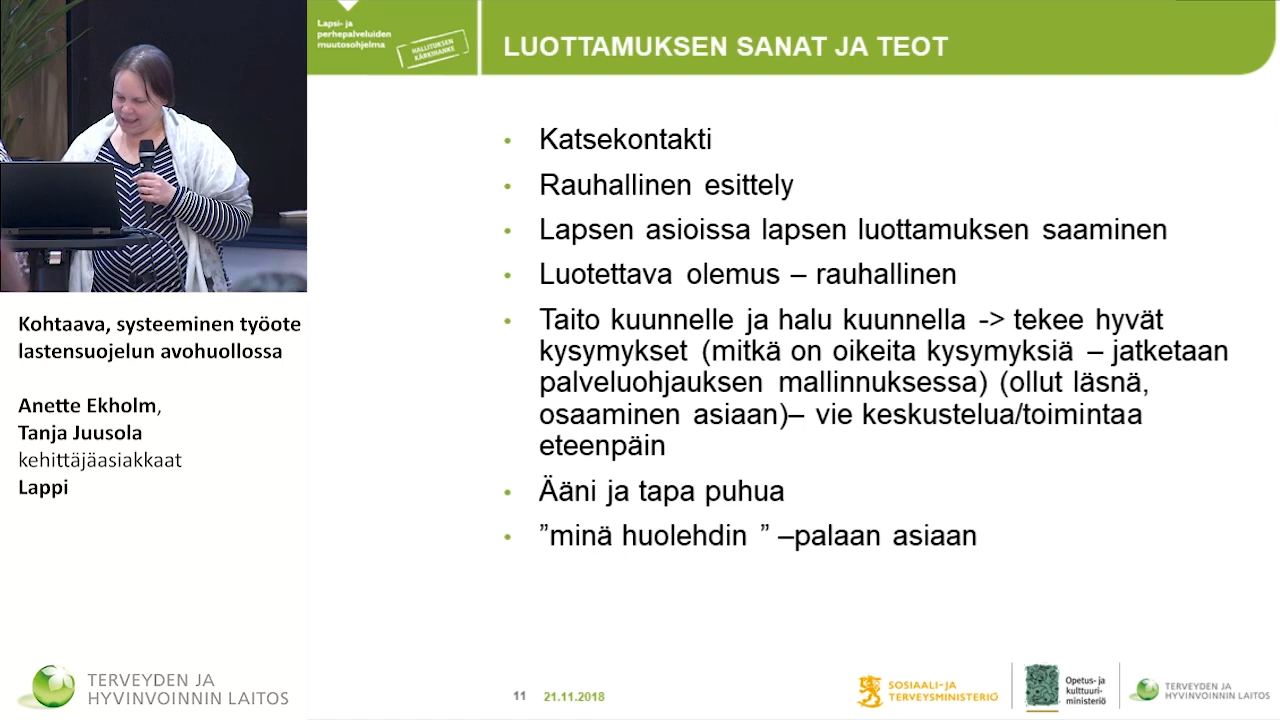 Lapsi- ja
perhepalveluiden
muutosohjelma
HALLITUKSEN
KÄRKIHANKE
LUOTTAMUKSEN SANAT JA TEOT
• Katsekontakti
• Rauhallinen esittely
• Lapsen asioissa lapsen luottamuksen saaminen
• Luotettava olemus – rauhallinen
• Taito kuunnelle ja halu kuunnella -> tekee hyvät
kysymykset (mitkä on oikeita kysymyksiä – jatketaan
palveluohjauksen mallinnuksessa) (ollut läsnä,
osaaminen asiaan)– vie keskustelua/toimintaa
eteenpäin
• Ääni ja tapa puhua
• ”minä huolehdin ” –palaan asiaan
Kohtaava, systeeminen työote
lastensuojelun avohuollossa
Anette Ekholm,
Tanja Juusola
kehittäjäasiakkaat
Lappi
TERVEYDEN JA
HYVINVOINNIN LAITOS
11 21.11.2018
SOSIAALI- JA
TERVEYSMINISTERIÖ
Opetus- ja
kulttuuri-
ministeriö
TERVEYDEN JA
HYVINVOINNIN LAITOS